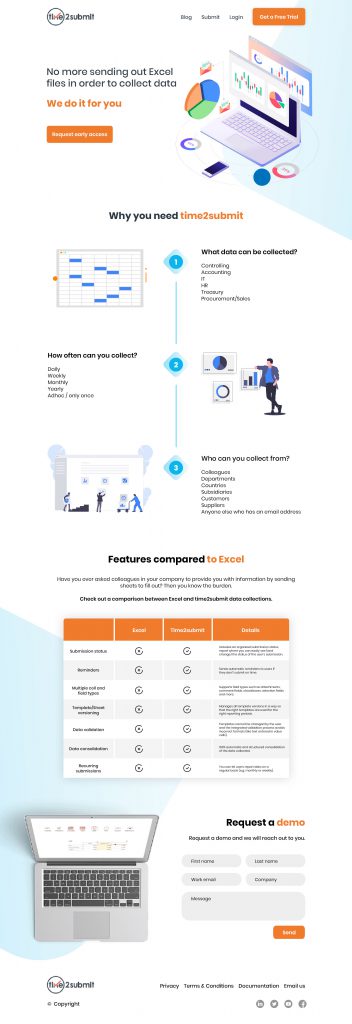 time2submit
Blog Submit Login Get a Free Trial
No more sending out Excel
files in order to collect data
We do it for you
Request early access
Why you need time2submit
1
What data can be collected?
Controlling
Accounting
IT
HR
Treasury
Procurement/Sales
How often can you collect?
Daily
Weekly
Monthly
Yearly
Adhoc / only once
2
3
Who can you collect from?
Colleagues
Departments
Countries
Subsidiaries
Customers
Suppliers
Anyone else who has an email address
Features compared to Excel
Have you ever asked colleagues in your company to provide you with information by sending
sheets to fill out? Then you know the burden.
Check out a comparison between Excel and time2submit data collections.
Excel Time2submit Details
Submission status
Reminders
Multiple cell and
field types
Template/Sheet
versioning
Data validation
Data consolidation
Recurring
submissions
Request a demo
Request a demo and we will reach out to you.
First name Last name
Work email Company
Message
Send
time2submit
Privacy Terms & Conditions Documentation Email us
© Copyright